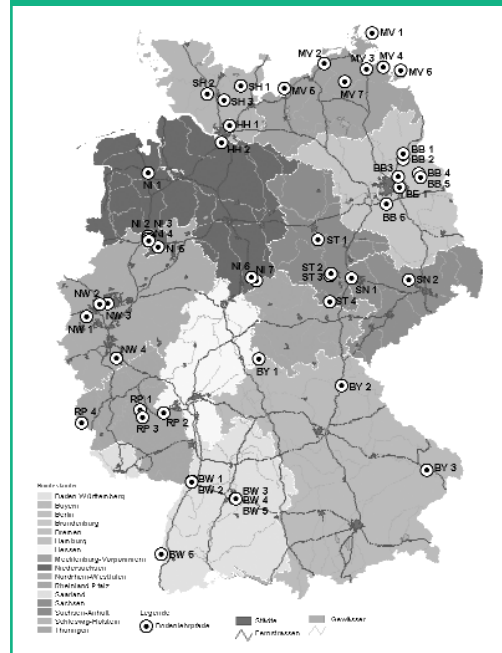 MV 1
MV 2
MV 3
MV 4
MV 6
SH 2
SH 1
MV 5
MV 7
SH 3
HH 1
HH 2
BB 1
BB 2
BB3
BB 4
BB 5
BE 1
BB 6
NI 1
NI 2
NI 3
NI 4
NI 5
ST 1
NI 6
NI 7
ST 2
ST 3
SN 1
SN 2
ST 4
NW 2
NW 3
NW 1
NW 4
BY 1
BY 2
RP 1
RP 4
RP 3
RP 2
BY 3
BW 1
BW 2
BW 3
BW 4
BW 5
BW 6
Bundesländer
Baden-Württemberg
Bayern
Berlin
Brandenburg
Bremen
Hamburg
Hessen
Mecklenburg-Vorpommern
Niedersachsen
Nordrhein-Westfalen
Rheinland-Pfalz
Saarland
Sachsen
Sachsen-Anhalt
Schleswig-Holstein
Thüringen
Legende
Bodenlehrpfade
Städte
Fernstrassen
Gewässer